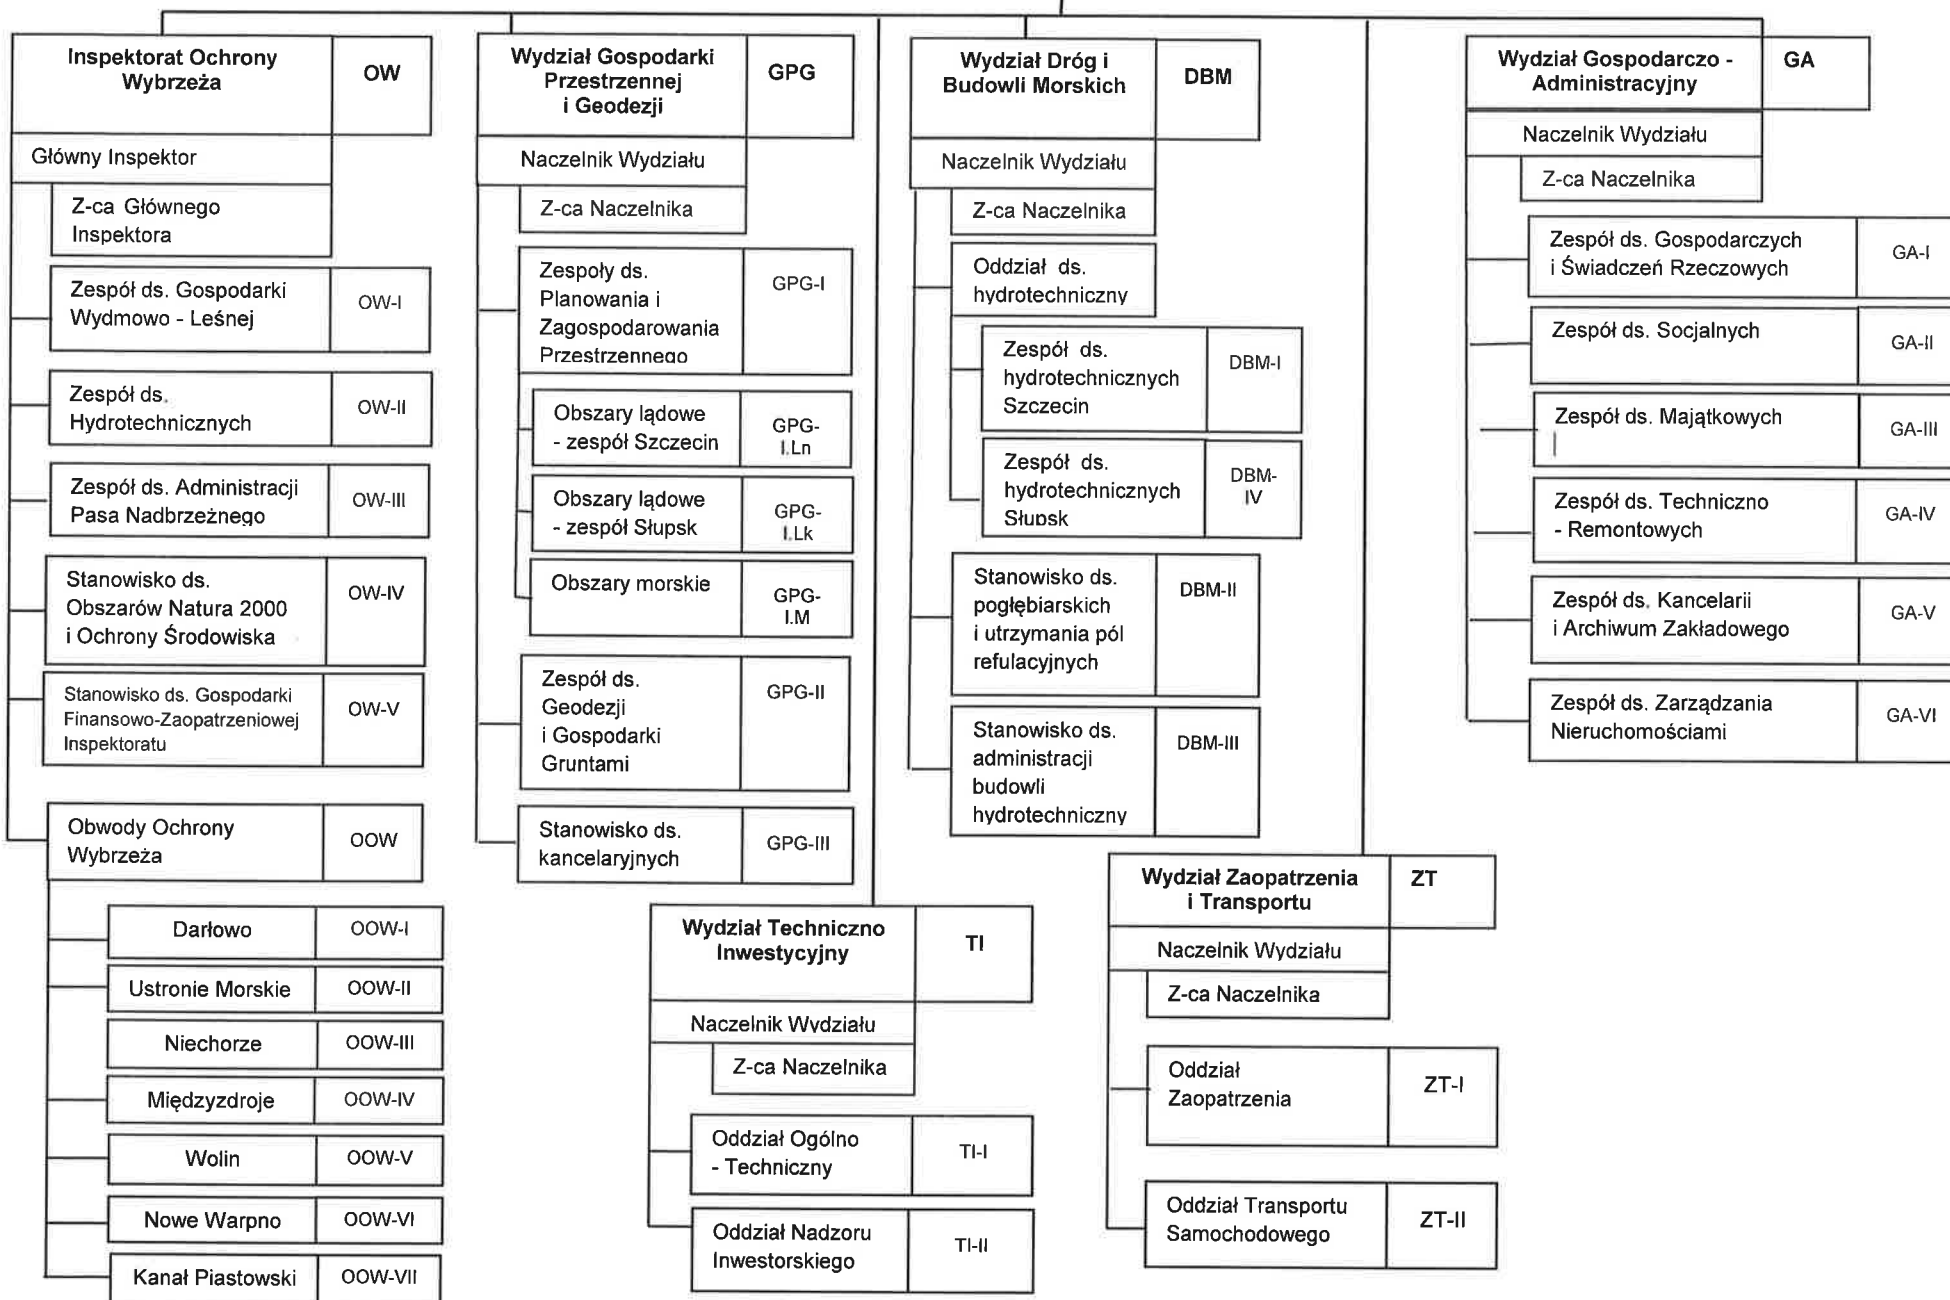 Inspektorat Ochrony
Wybrzeża
OW
Główny Inspektor
Z-ca Głównego
Inspektora
Zespół ds. Gospodarki
Wydmowo - Leśnej
OW-I
Zespół ds.
Hydrotechnicznych
OW-II
Zespół ds. Administracji
Pasa Nadbrzeżnego
OW-III
Stanowisko ds.
Obszarów Natura 2000
i Ochrony Środowiska
OW-IV
Stanowisko ds. Gospodarki
Finansowo-Zaopatrzeniowej
Inspektoratu
OW-V
Obwody Ochrony
Wybrzeża
OOW
Darłowo
OOW-I
Ustronie Morskie
OOW-II
Niechorze
OOW-III
Międzyzdroje
OOW-IV
Wolin
OOW-V
Nowe Warpno
OOW-VI
Kanał Piastowski
OOW-VII
Wydział Gospodarki
Przestrzennej
i Geodezji
GPG
Naczelnik Wydziału
Z-ca Naczelnika
Zespoły ds.
Planowania i
Zagospodarowania
Przestrzennego
GPG-I
Obszary lądowe
- zespół Szczecin
GPG-
I.Ln
Obszary lądowe
- zespół Słupsk
GPG-
I.Lk
Obszary morskie
GPG-
I.M
Zespół ds.
Geodezji
i Gospodarki
Gruntami
GPG-II
Stanowisko ds.
kancelaryjnych
GPG-III
Wydział Techniczno
Inwestycyjny
TI
Naczelnik Wydziału
Z-ca Naczelnika
Oddział Ogólno
- Techniczny
TI-I
Oddział Nadzoru
Inwestorskiego
TI-II
Wydział Dróg i
Budowli Morskich
DBM
Naczelnik Wydziału
Z-ca Naczelnika
Oddział ds.
hydrotechniczny
Zespół ds.
hydrotechnicznych
Szczecin
DBM-I
Zespół ds.
hydrotechnicznych
Słupsk
DBM-
IV
Stanowisko ds.
pogłębiarskich
i utrzymania pól
refulacyjnych
DBM-II
Stanowisko ds.
administracji
budowli
hydrotechniczny
DBM-III
Wydział Zaopatrzenia
i Transportu
ZT
Naczelnik Wydziału
Z-ca Naczelnika
Oddział
Zaopatrzenia
ZT-I
Oddział Transportu
Samochodowego
ZT-II
Wydział Gospodarczo -
Administracyjny
GA
Naczelnik Wydziału
Z-ca Naczelnika
Zespół ds. Gospodarczych
i Świadczeń Rzeczowych
GA-I
Zespół ds. Socjalnych
GA-II
Zespół ds. Majątkowych
GA-III
Zespół ds. Techniczno
- Remontowych
GA-IV
Zespół ds. Kancelarii
i Archiwum Zakładowego
GA-V
Zespół ds. Zarządzania
Nieruchomościami
GA-VI